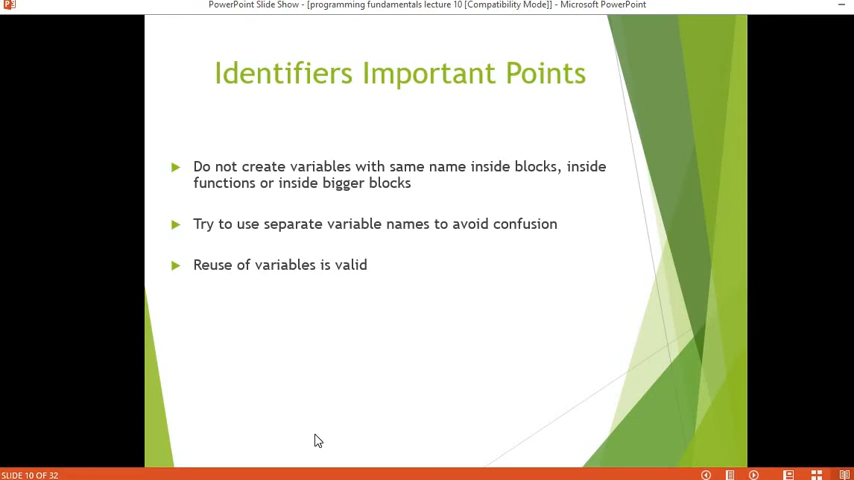 PowerPoint Slide Show - [programming fundamentals lecture 10 [Compatibility Mode]] - Microsoft PowerPoint
Identifiers Important Points
Do not create variables with same name inside blocks, inside
functions or inside bigger blocks
Try to use separate variable names to avoid confusion
Reuse of variables is valid
SLIDE 10 OF 32